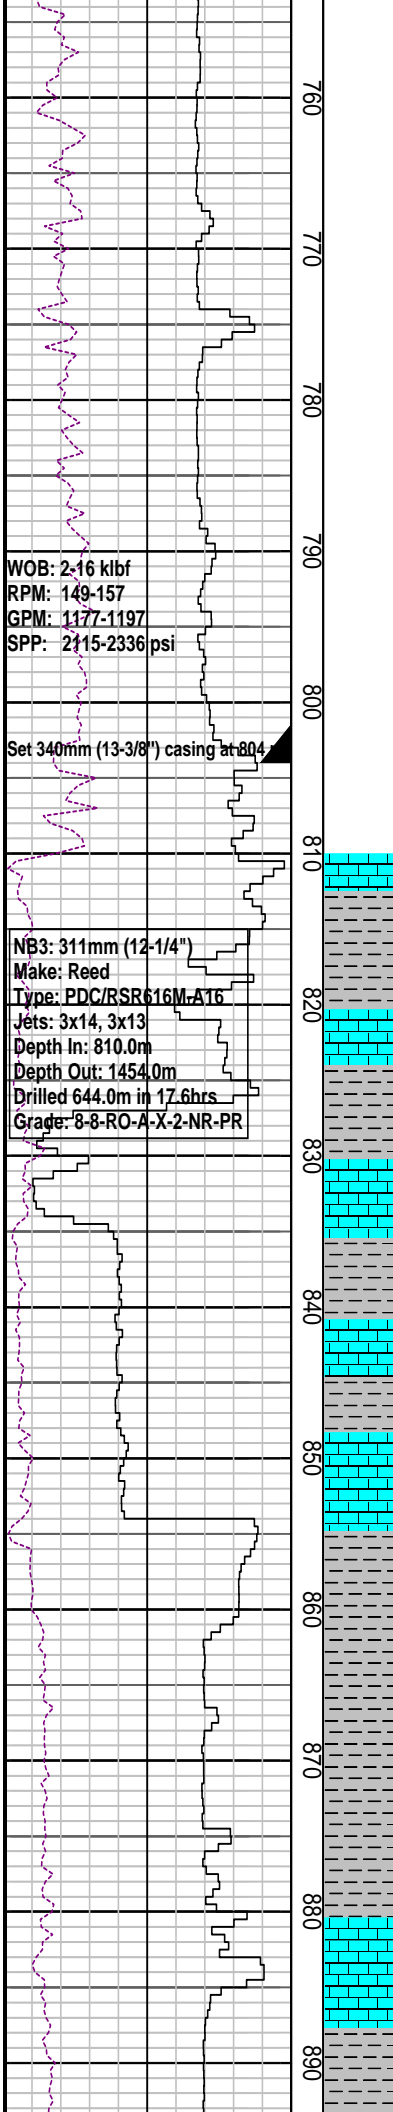 760
770
780
790
WOB: 2-16 klbf
RPM: 149-157
GPM: 1177-1197
SPP: 2115-2336 psi
800
Set 340mm (13-3/8") casing at 804
810
NB3: 311mm (12-1/4")
Make: Reed
Type: PDC/RSR616M-A16
Jets: 3x14, 3x13
Depth In: 810.0m
Depth Out: 1454.0m
Drilled 644.0m in 17.6hrs
Grade: 8-8-RO-A-X-2-NR-PR
820
830
840
850
860
870
880
890